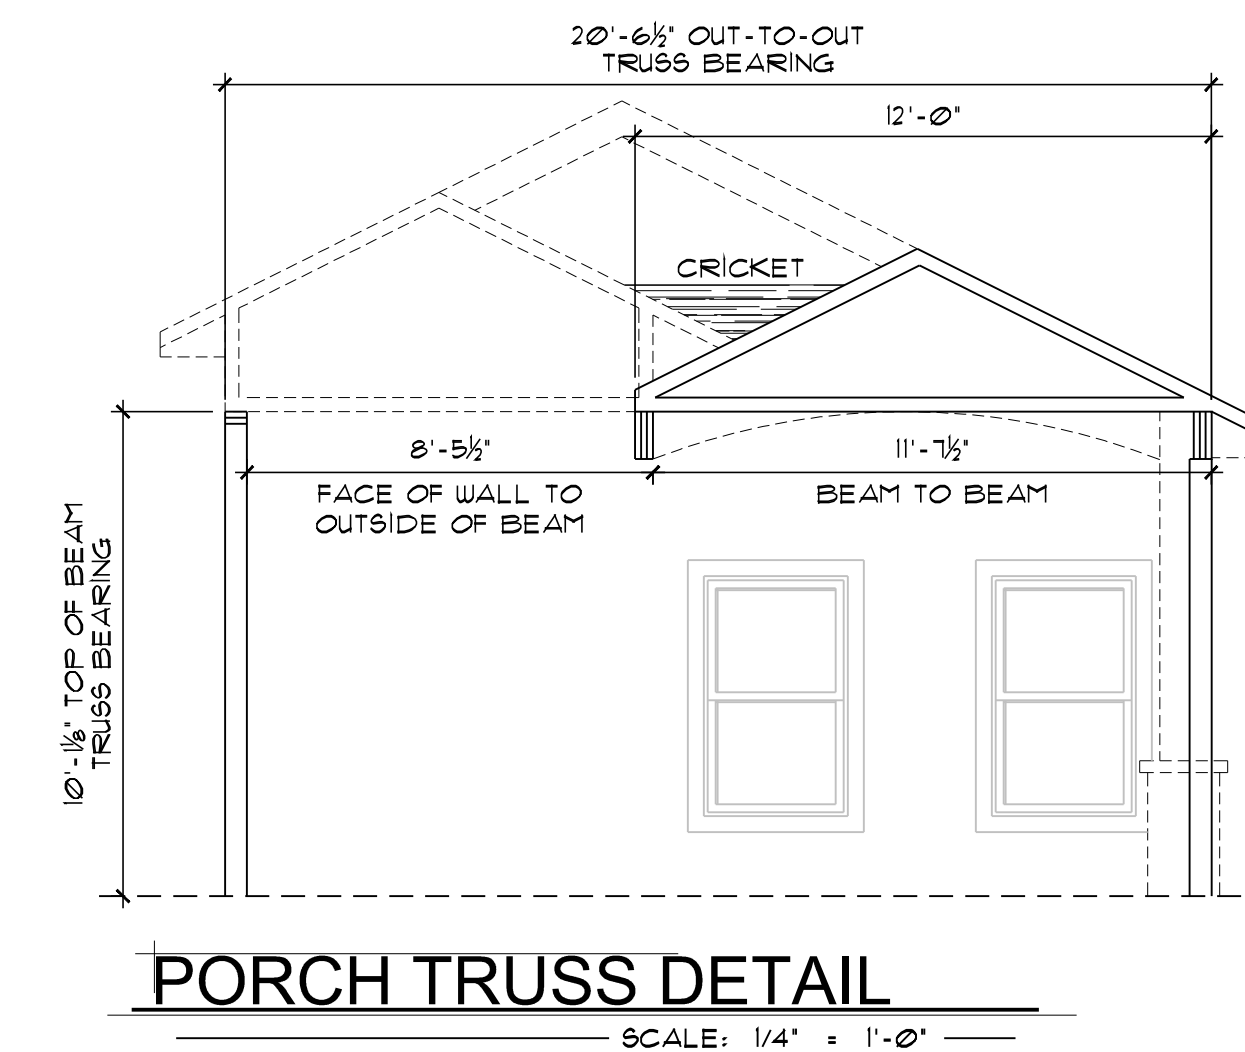 20'-6½" OUT-TO-OUT
TRUSS BEARING
12'-0"
CRICKET
8'-5½"
11'-7½"
FACE OF WALL TO
OUTSIDE OF BEAM
BEAM TO BEAM
10'-1⅛" TOP OF BEAM
TRUSS BEARING
PORCH TRUSS DETAIL
SCALE: 1/4" = 1'-0"